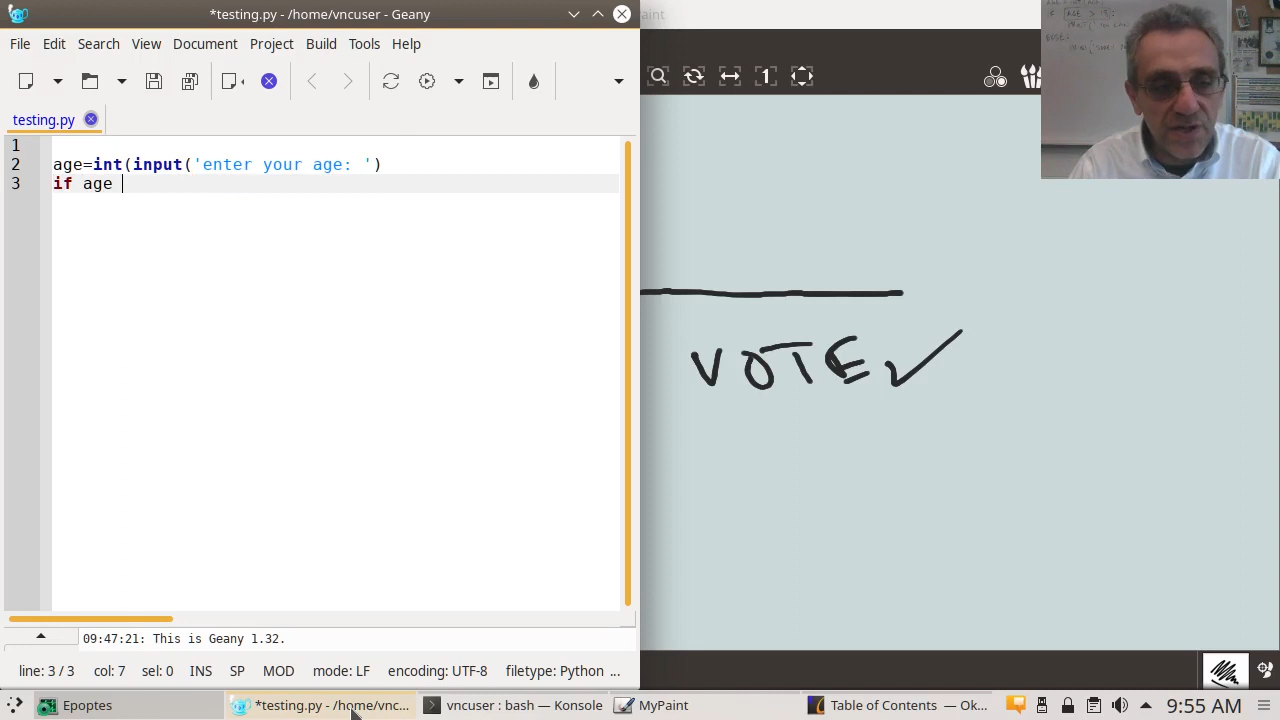 *testing.py - /home/vncuser - Geany
File Edit Search View Document Project Build Tools Help
testing.py
1
2 age=int(input('enter your age: ')
3 if age
09:47:21: This is Geany 1.32.
line: 3 / 3 col: 7 sel: 0 INS SP MOD mode: LF encoding: UTF-8 filetype: Python ...
aint
1
VOTE
Epoptes
*testing.py - /home/vnc...
vncuser : bash — Konsole
MyPaint
Table of Contents — Ok...
9:55 AM